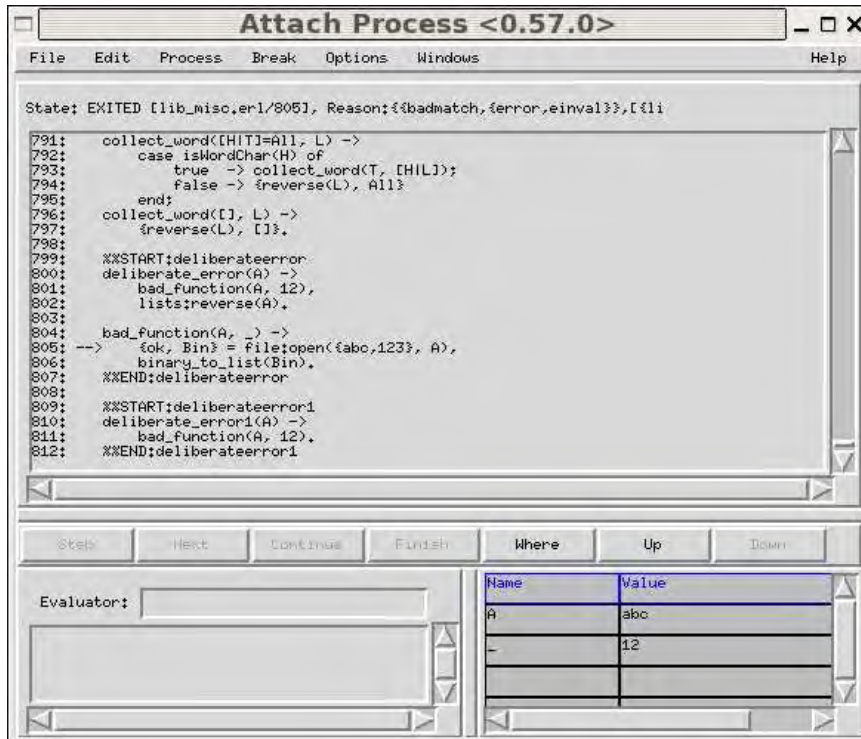 Attach Process <0.57.0>
File Edit Process Break Options Windows Help
State: EXITED [lib_misc.erl/805], Reason:{{badmatch,{error,einval}},[{li
791: collect_word([H|T]=All, L) ->
792: case isWordChar(H) of
793: true -> collect_word(T, [H|L]);
794: false -> {reverse(L), All}
795: end;
796: collect_word([], L) ->
797: {reverse(L), []}.
798:
799: %%START:deliberateerror
800: deliberate_error(A) ->
801: bad_function(A, 12),
802: lists:reverse(A).
803:
804: bad_function(A, _) ->
805: --> {ok, Bin} = file:open({abc,123}, A),
806: binary_to_list(Bin).
807: %%END:deliberateerror
808:
809: %%START:deliberateerror1
810: deliberate_error1(A) ->
811: bad_function(A, 12).
812: %%END:deliberateerror1
Step Next Continue Finish Where Up Down
Evaluator:
Name Value
A abc
_ 12